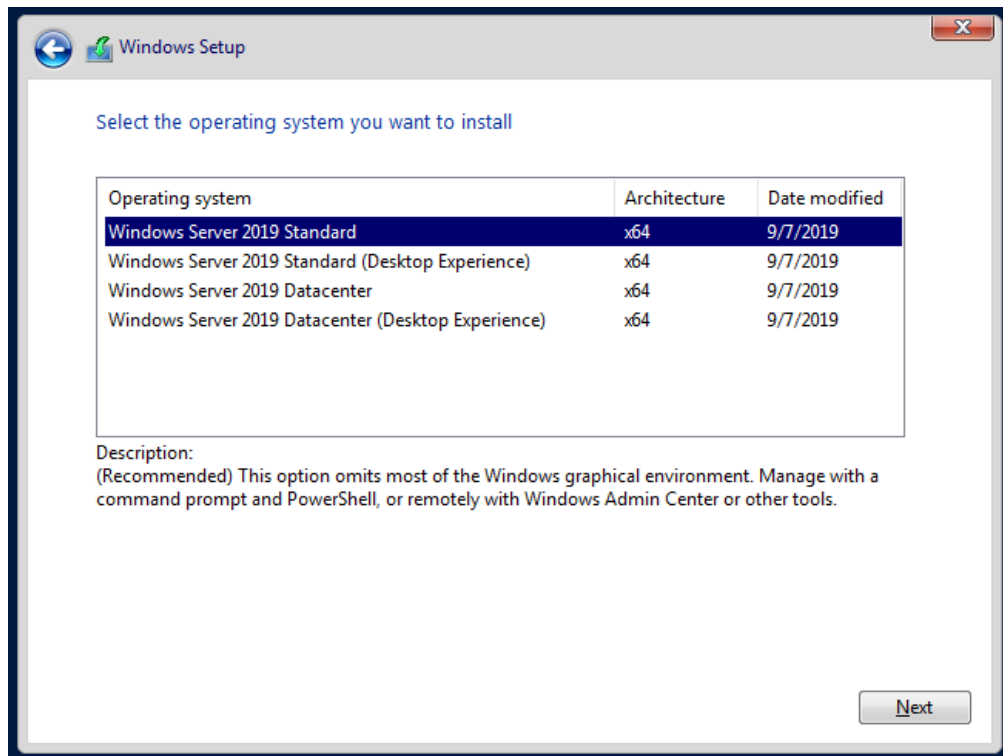 Windows Setup
Select the operating system you want to install
Operating system Architecture Date modified
Windows Server 2019 Standard x64 9/7/2019
Windows Server 2019 Standard (Desktop Experience) x64 9/7/2019
Windows Server 2019 Datacenter x64 9/7/2019
Windows Server 2019 Datacenter (Desktop Experience) x64 9/7/2019
Description:
(Recommended) This option omits most of the Windows graphical environment. Manage with a
command prompt and PowerShell, or remotely with Windows Admin Center or other tools.
Next